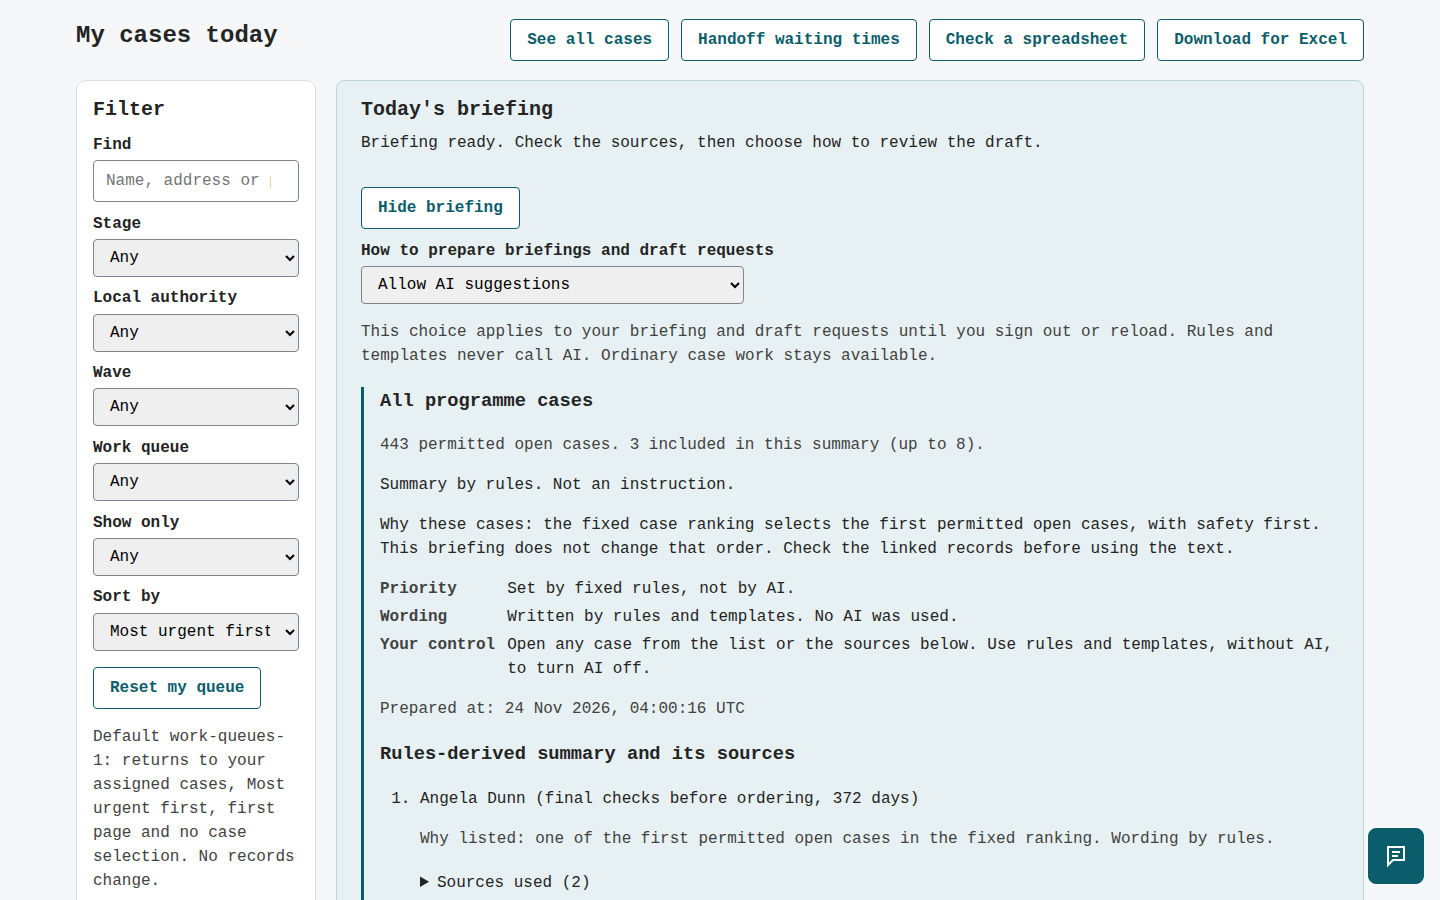 My cases today
See all cases
Handoff waiting times
Check a spreadsheet
Download for Excel
Filter
Find
Name, address or
Stage
Any
Local authority
Any
Wave
Any
Work queue
Any
Show only
Any
Sort by
Most urgent first
Reset my queue
Default work-queues-
1: returns to your
assigned cases, Most
urgent first, first
page and no case
selection. No records
change.
Today's briefing
Briefing ready. Check the sources, then choose how to review the draft.
Hide briefing
How to prepare briefings and draft requests
Allow AI suggestions
This choice applies to your briefing and draft requests until you sign out or reload. Rules and
templates never call AI. Ordinary case work stays available.
All programme cases
443 permitted open cases. 3 included in this summary (up to 8).
Summary by rules. Not an instruction.
Why these cases: the fixed case ranking selects the first permitted open cases, with safety first.
This briefing does not change that order. Check the linked records before using the text.
Priority Set by fixed rules, not by AI.
Wording Written by rules and templates. No AI was used.
Your control Open any case from the list or the sources below. Use rules and templates, without AI,
to turn AI off.
Prepared at: 24 Nov 2026, 04:00:16 UTC
Rules-derived summary and its sources
1. Angela Dunn (final checks before ordering, 372 days)
Why listed: one of the first permitted open cases in the fixed ranking. Wording by rules.
Sources used (2)